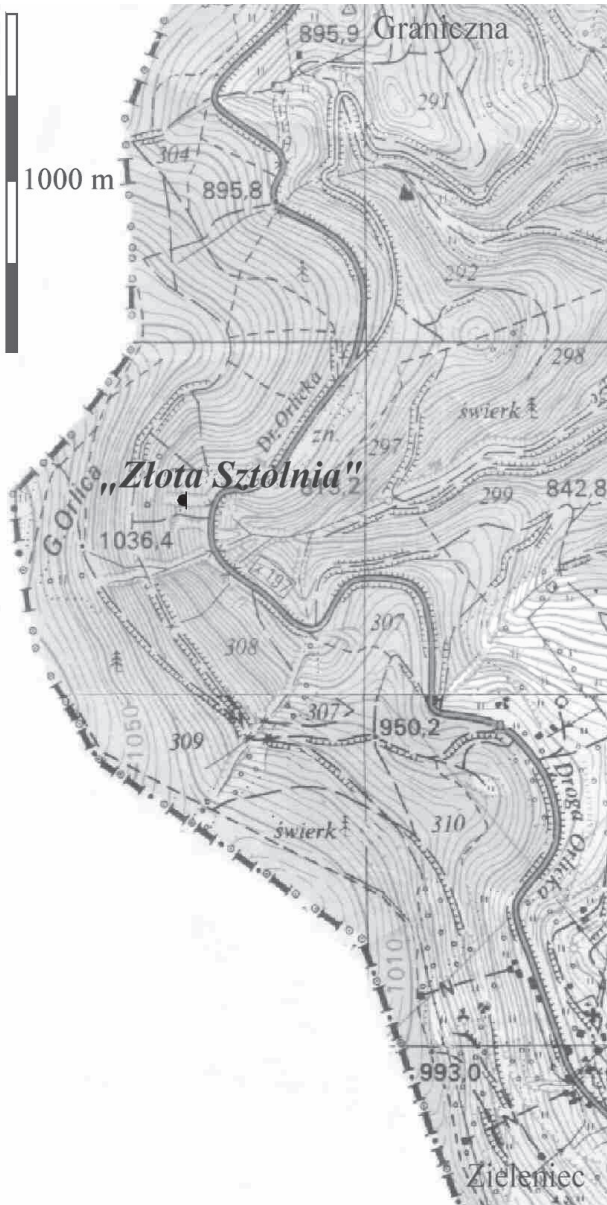 895,9
Graniczna
291
1000 m
304
895,8
292
298
Dr. Orlicka
świerk
zn.
297
„Złota Sztolnia"
299
842,8
G. Orlica
1036,4
308
307
307
1050
950,2
309
świerk
310
Droga Orlicka
1010
993,0
Zieleniec